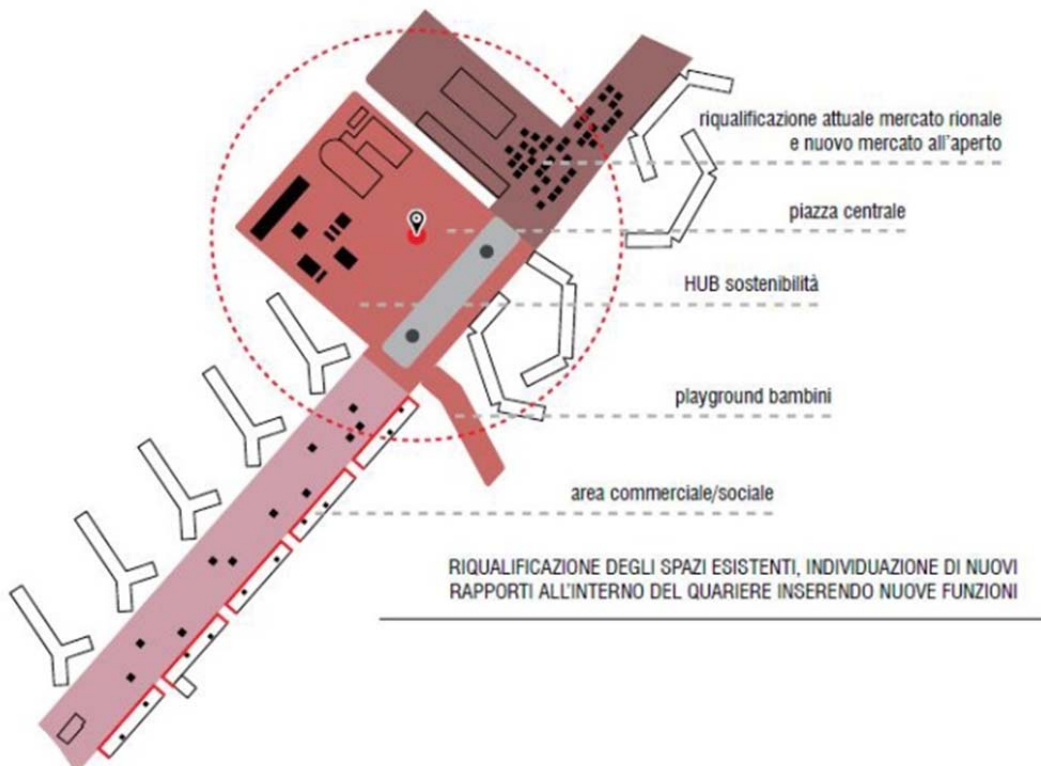 riqualificazione attuale mercato rionale
e nuovo mercato all'aperto
piazza centrale
HUB sostenibilità
playground bambini
area commerciale/sociale
RIQUALIFICAZIONE DEGLI SPAZI ESISTENTI, INDIVIDUAZIONE DI NUOVI
RAPPORTI ALL'INTERNO DEL QUARIERE INSERENDO NUOVE FUNZIONI